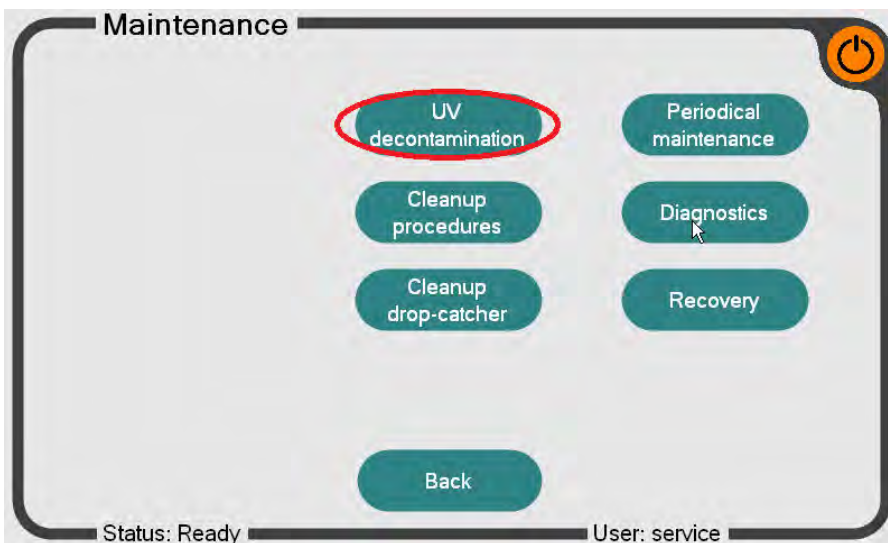 Maintenance
UV
decontamination
Periodical
maintenance
Cleanup
procedures
Diagnostics
Cleanup
drop-catcher
Recovery
Back
Status: Ready
User: service